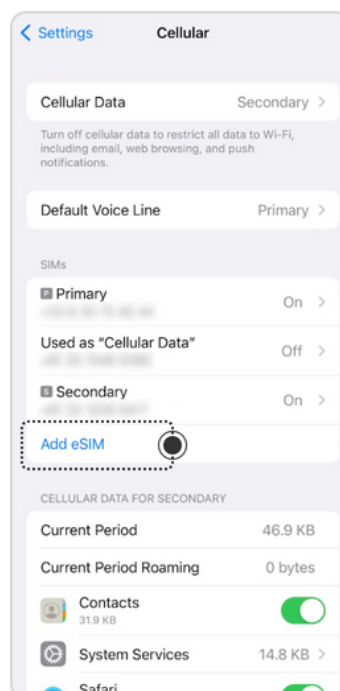 Settings
Cellular
Cellular Data
Secondary
Turn off cellular data to restrict all data to Wi-Fi,
including email, web browsing, and push
notifications.
Default Voice Line
Primary
SIMs
P Primary
On
Used as “Cellular Data”
Off
S Secondary
On
Add eSIM
CELLULAR DATA FOR SECONDARY
Current Period
46.9 KB
Current Period Roaming
0 bytes
Contacts
31.9 KB
System Services
14.8 KB
Safari